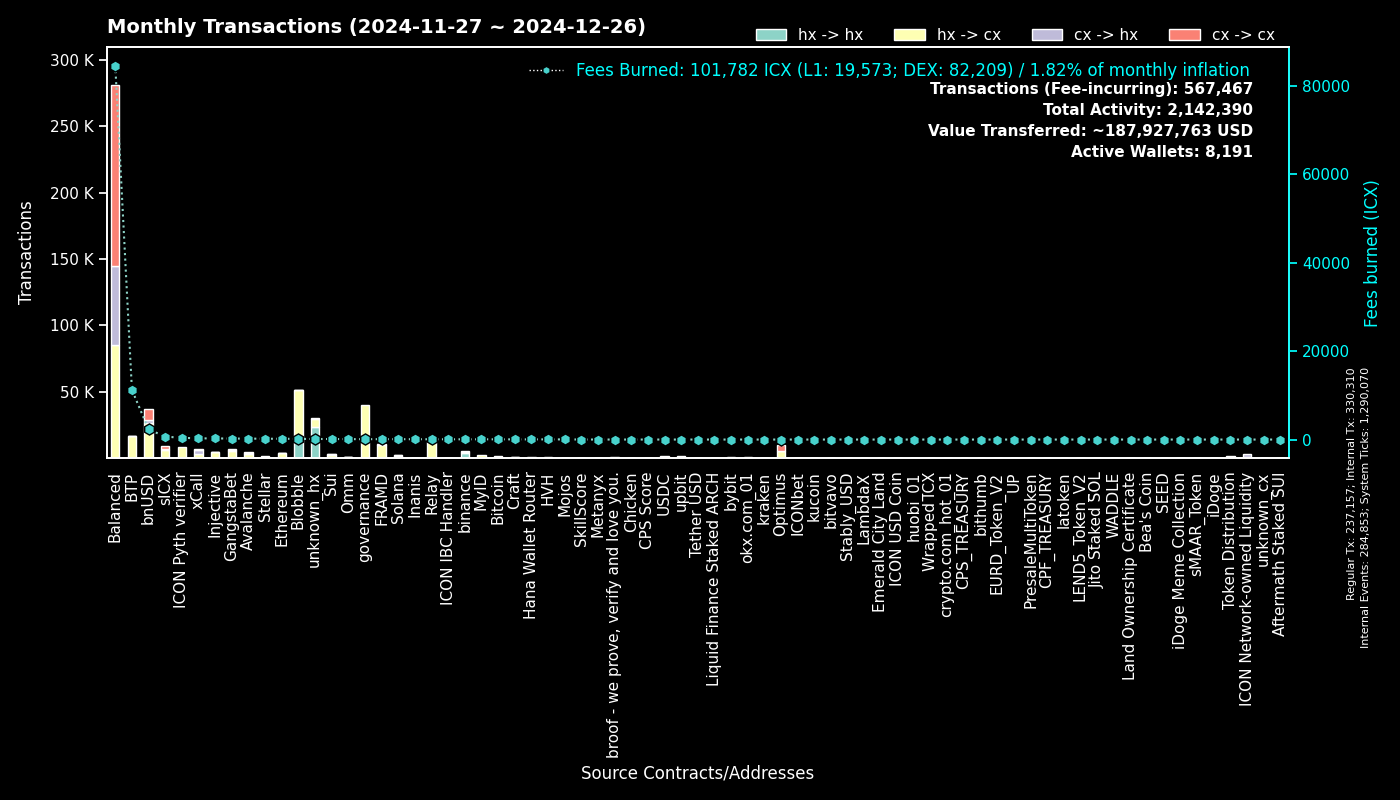 Monthly Transactions (2024-11-27 ~ 2024-12-26)
hx -> hx
hx -> cx
cx -> hx
cx -> cx
Fees Burned: 101,782 ICX (L1: 19,573; DEX: 82,209) / 1.82% of monthly inflation
Transactions (Fee-incurring): 567,467
Total Activity: 2,142,390
Value Transferred: ~187,927,763 USD
Active Wallets: 8,191
Transactions
300 K
250 K
200 K
150 K
100 K
50 K
80000
60000
40000
20000
0
Fees burned (ICX)
Regular Tx: 237,157; Internal Tx: 330,310
Internal Events: 284,853; System Ticks: 1,290,070
Balanced
BTP
bnUSD
sICX
ICON Pyth verifier
xCall
Injective
GangstaBet
Avalanche
Stellar
Ethereum
Blobble
unknown_hx
Sui
Omm
governance
FRAMD
Solana
Inanis
Relay
ICON IBC Handler
binance
MyID
Bitcoin
Craft
Hana Wallet Router
HVH
Mojos
SkillScore
Metanyx
broof - we prove, verify and love you.
Chicken
CPS Score
USDC
upbit
Tether_USD
Liquid Finance Staked ARCH
bybit
okx.com_01
kraken
Optimus
ICONbet
kucoin
bitvavo
Stably_USD
LambdaX
Emerald City Land
ICON USD Coin
huobi_01
Wrapped ICX
crypto.com_hot_01
CPS_TREASURY
bithumb
EURD_Token_V2
UP
PresaleMultiToken
CPF_TREASURY
latoken
LEND5_Token_V2
Jito Staked SOL
WADDLE
Land Ownership Certificate
Bea's Coin
SEED
iDoge Meme Collection
sMAAR_Token
iDoge
Token Distribution
ICON Network-owned Liquidity
unknown_cx
Aftermath Staked SUI
Source Contracts/Addresses